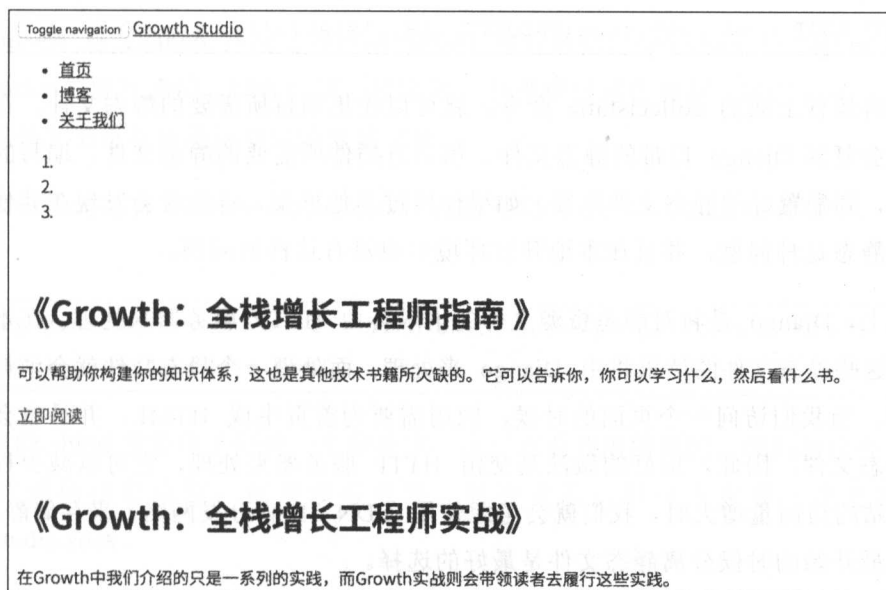 Toggle navigation Growth Studio
• 首页
• 博客
• 关于我们
1.
2.
3.
《Growth：全栈增长工程师指南 》
可以帮助你构建你的知识体系，这也是其他技术书籍所欠缺的。它可以告诉你，你可以学习什么，然后看什么书。
立即阅读
《Growth：全栈增长工程师实战》
在Growth中我们介绍的只是一系列的实践，而Growth实战则会带领读者去履行这些实践。